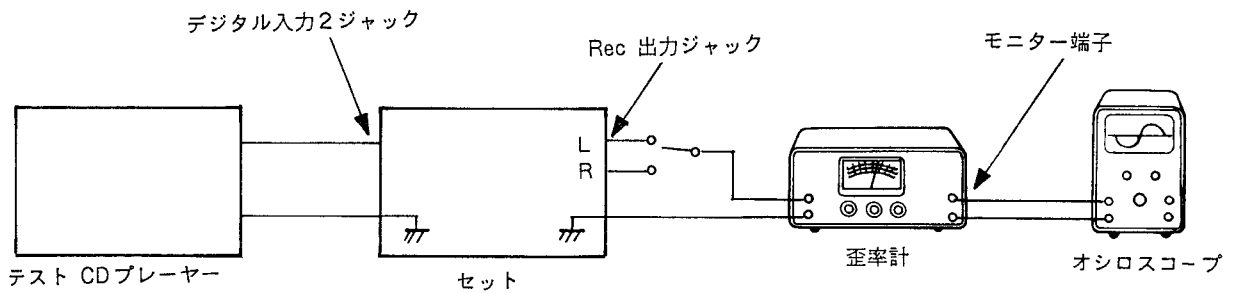 デジタル入力2ジャック
Rec 出力ジャック
モニター端子
L
R
テスト CDプレーヤー
セット
歪率計
オシロスコープ